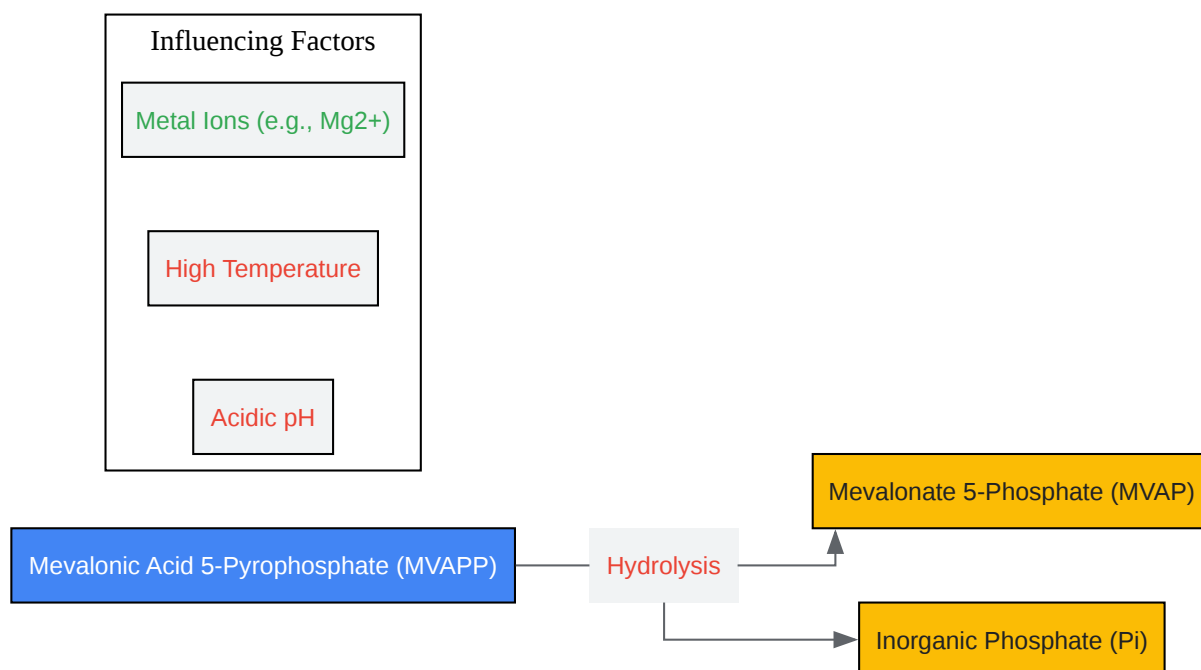 Influencing Factors
Metal Ions (e.g., Mg2+)
High Temperature
Acidic pH
Mevalonate 5-Phosphate (MVAP)
Mevalonic Acid 5-Pyrophosphate (MVAPP)
Hydrolysis
Inorganic Phosphate (Pi)